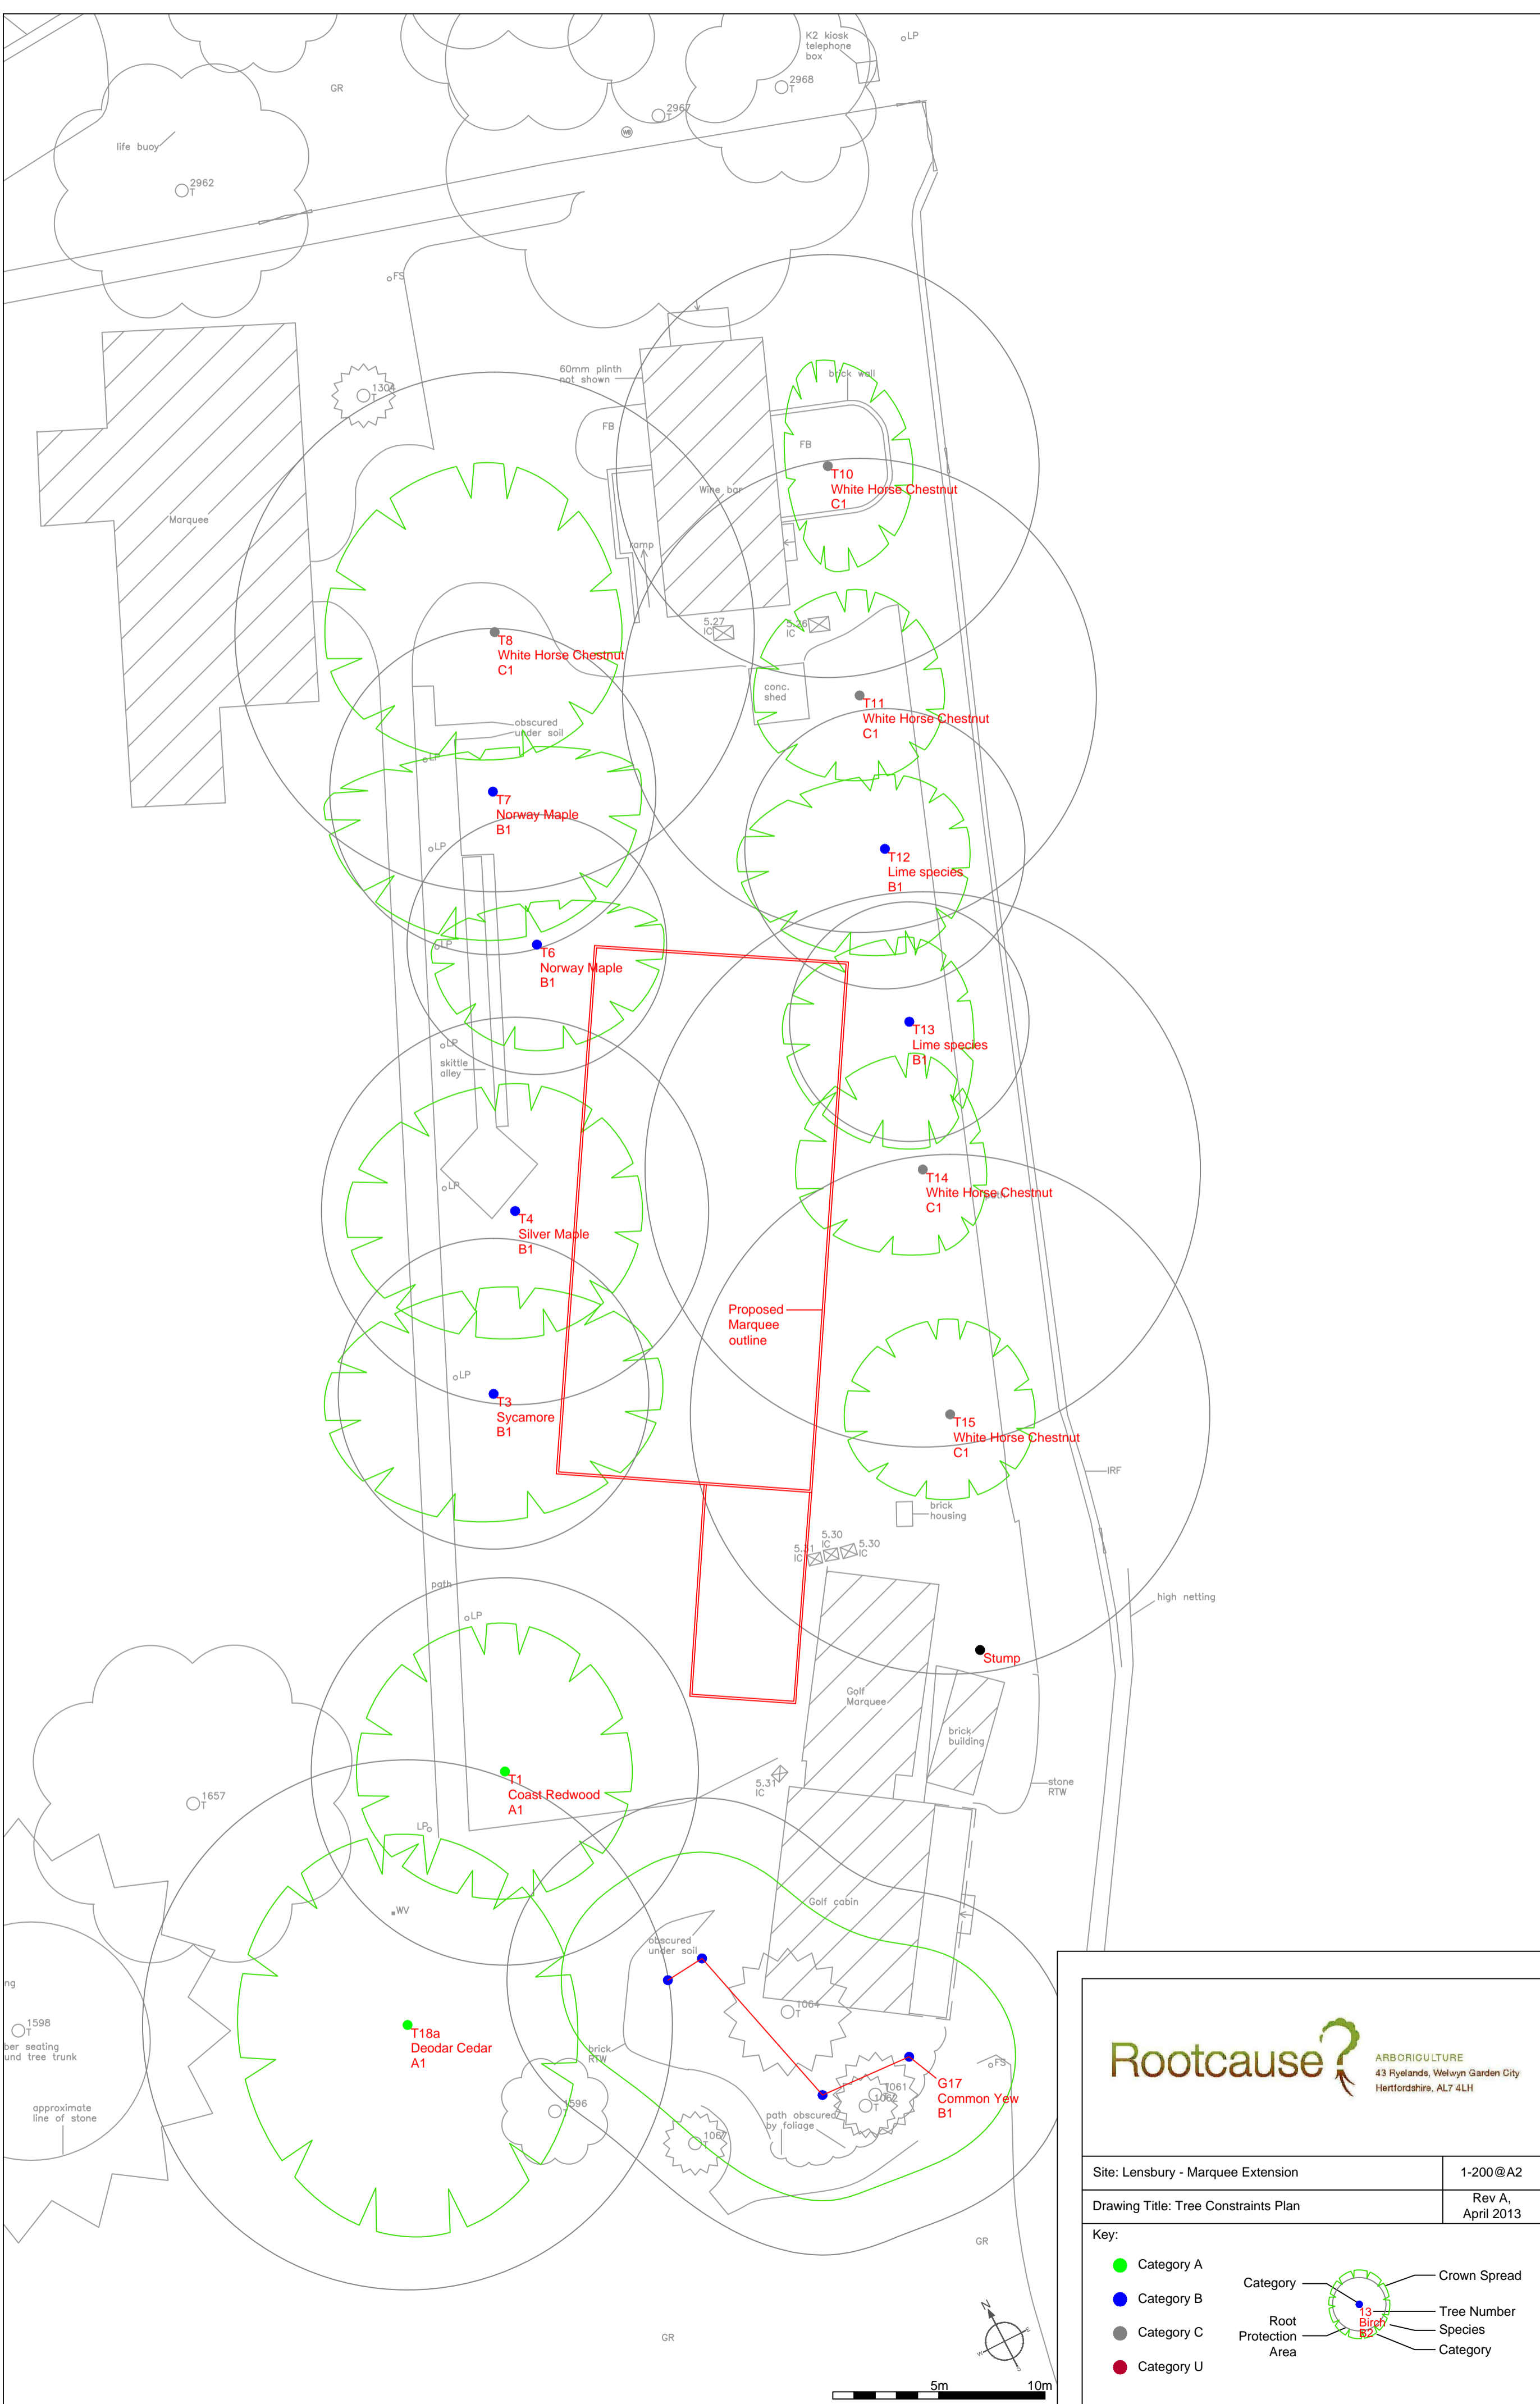 K2 kiosk
telephone
box
LP
2968
T
GR
2967
T
WB
life buoy
2962
T
FS
1304
T
60mm plinth
not shown
brick wall
FB
FB
T10
White Horse Chestnut
C1
Wine bar
Marquee
ramp
5.27
IC
5.26
IC
T8
White Horse Chestnut
C1
conc.
shed
T11
White Horse Chestnut
C1
obscured
under soil
LP
T7
Norway Maple
B1
LP
T12
Lime species
B1
LP
T6
Norway Maple
B1
T13
Lime species
B1
LP
skittle
alley
T14
White Horse Chestnut
C1
LP
T4
Silver Maple
B1
Proposed
Marquee
outline
LP
T3
Sycamore
B1
T15
White Horse Chestnut
C1
IRF
brick
housing
5.31
IC
5.30
IC
5.30
IC
path
high netting
LP
Stump
Golf
Marquee
brick
building
T1
Coast Redwood
A1
5.31
IC
stone
RTW
1657
T
LP
Golf cabin
WV
obscured
under soil
ng
1598
T
ber seating
und tree trunk
1064
T
T18a
Deodar Cedar
A1
brick
RTW
FS
G17
Common Yew
B1
1061
T
1062
T
1596
T
path obscured
by foliage
approximate
line of stone
1067
T
GR
GR
N
E
S
W
5m
10m
Rootcause
ARBORICULTURE
43 Ryelands, Welwyn Garden City
Hertfordshire, AL7 4LH
Site: Lensbury - Marquee Extension
1-200@A2
Drawing Title: Tree Constraints Plan
Rev A,
April 2013
Key:
Category A
Category B
Category C
Category U
Category
Root
Protection
Area
13
Birch
B2
Crown Spread
Tree Number
Species
Category